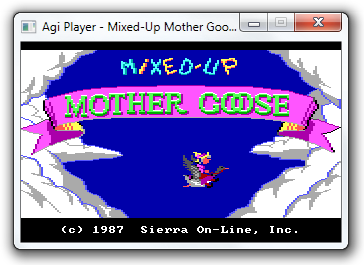 Agi Player - Mixed-Up Mother Goo...
MIXED-UP
MOTHER GOOSE
(c) 1987 Sierra On-Line, Inc.